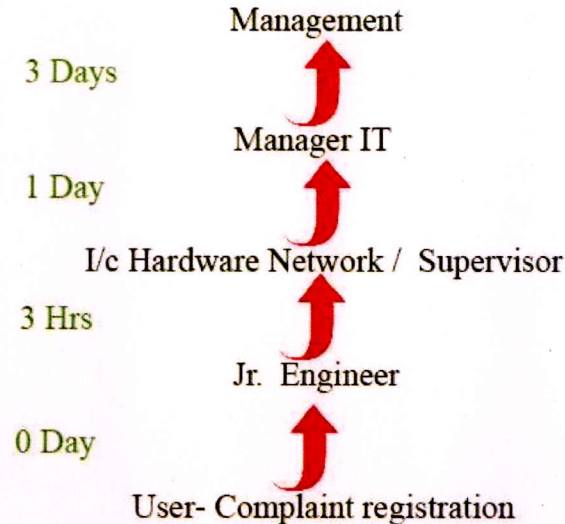 Management
3 Days
Manager IT
1 Day
I/c Hardware Network / Supervisor
3 Hrs
Jr. Engineer
0 Day
User- Complaint registration